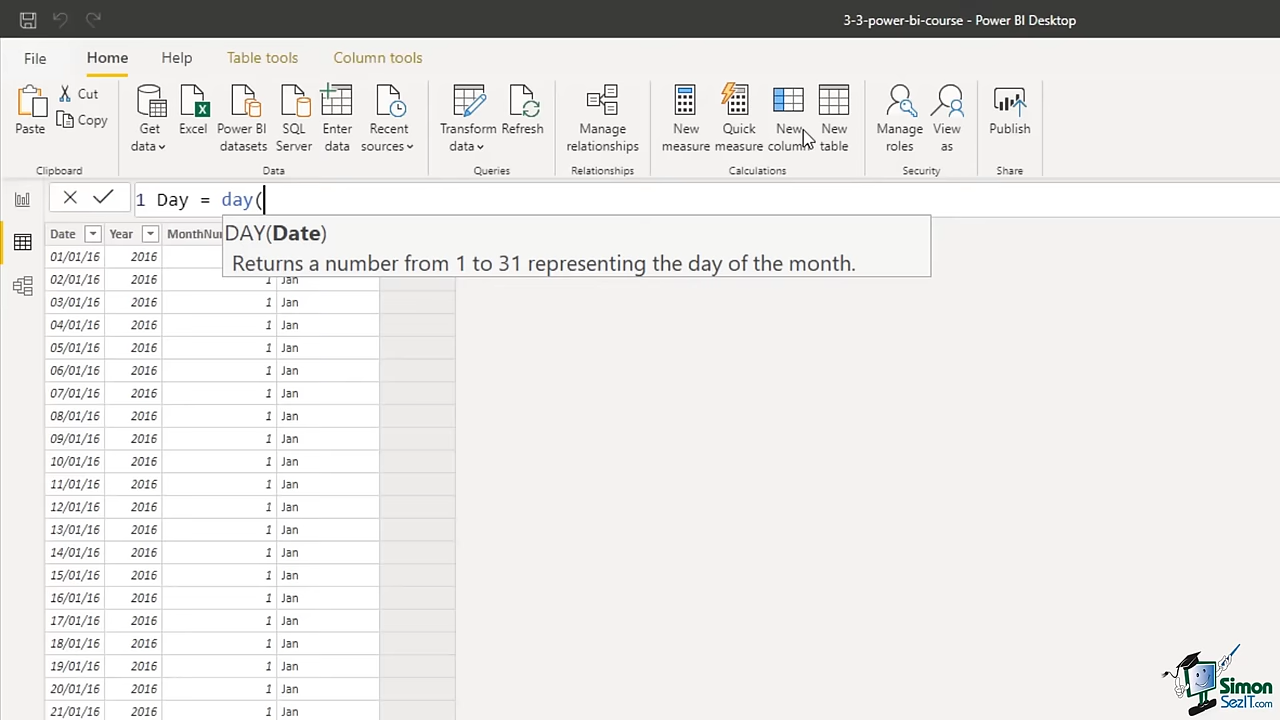 3-3-power-bi-course - Power BI Desktop
File Home Help Table tools Column tools
Paste
Cut
Copy
Get data
Excel
Power BI datasets
SQL Server
Enter data
Recent sources
Transform data
Refresh
Manage relationships
New measure
Quick measure
New column
New table
Manage roles
View as
Publish
Clipboard Data Queries Relationships Calculations Security Share
1 Day = day(
DAY(Date)
Returns a number from 1 to 31 representing the day of the month.
Date Year
01/01/16 2016
02/01/16 2016 1 Jan
03/01/16 2016 1 Jan
04/01/16 2016 1 Jan
05/01/16 2016 1 Jan
06/01/16 2016 1 Jan
07/01/16 2016 1 Jan
08/01/16 2016 1 Jan
09/01/16 2016 1 Jan
10/01/16 2016 1 Jan
11/01/16 2016 1 Jan
12/01/16 2016 1 Jan
13/01/16 2016 1 Jan
14/01/16 2016 1 Jan
15/01/16 2016 1 Jan
16/01/16 2016 1 Jan
17/01/16 2016 1 Jan
18/01/16 2016 1 Jan
19/01/16 2016 1 Jan
20/01/16 2016 1 Jan
21/01/16 2016 1 Jan
Simon
SezIT.com